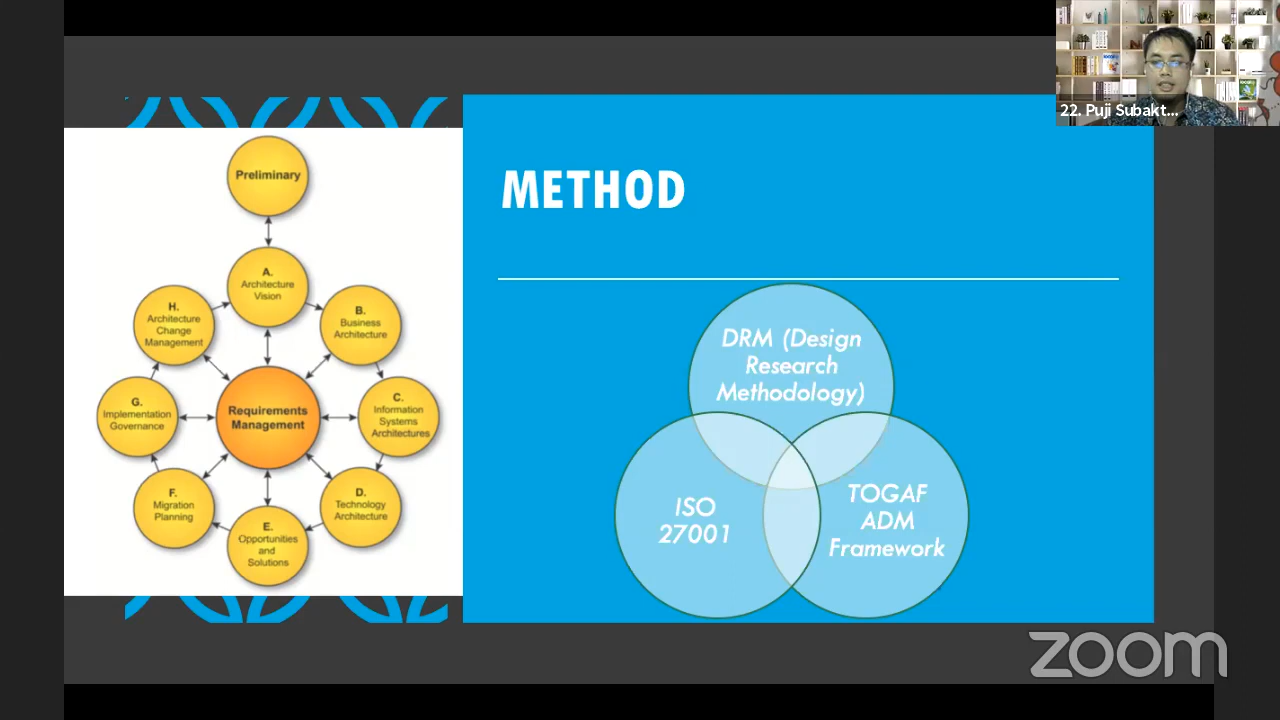 22. Puji Subakt...
METHOD
Preliminary
A.
Architecture
Vision
B.
Business
Architecture
C.
Information
Systems
Architectures
D.
Technology
Architecture
E.
Opportunities
and
Solutions
F.
Migration
Planning
G.
Implementation
Governance
H.
Architecture
Change
Management
Requirements
Management
DRM (Design
Research
Methodology)
ISO
27001
TOGAF
ADM
Framework
zoom